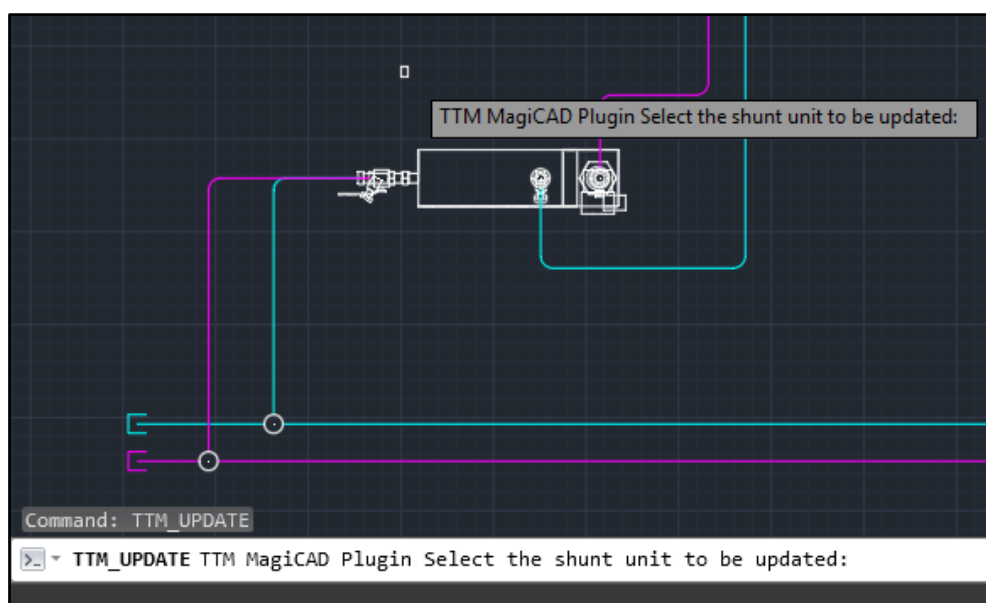 TTM MagiCAD Plugin Select the shunt unit to be updated:
Command: TTM_UPDATE
TTM_UPDATE TTM MagiCAD Plugin Select the shunt unit to be updated: